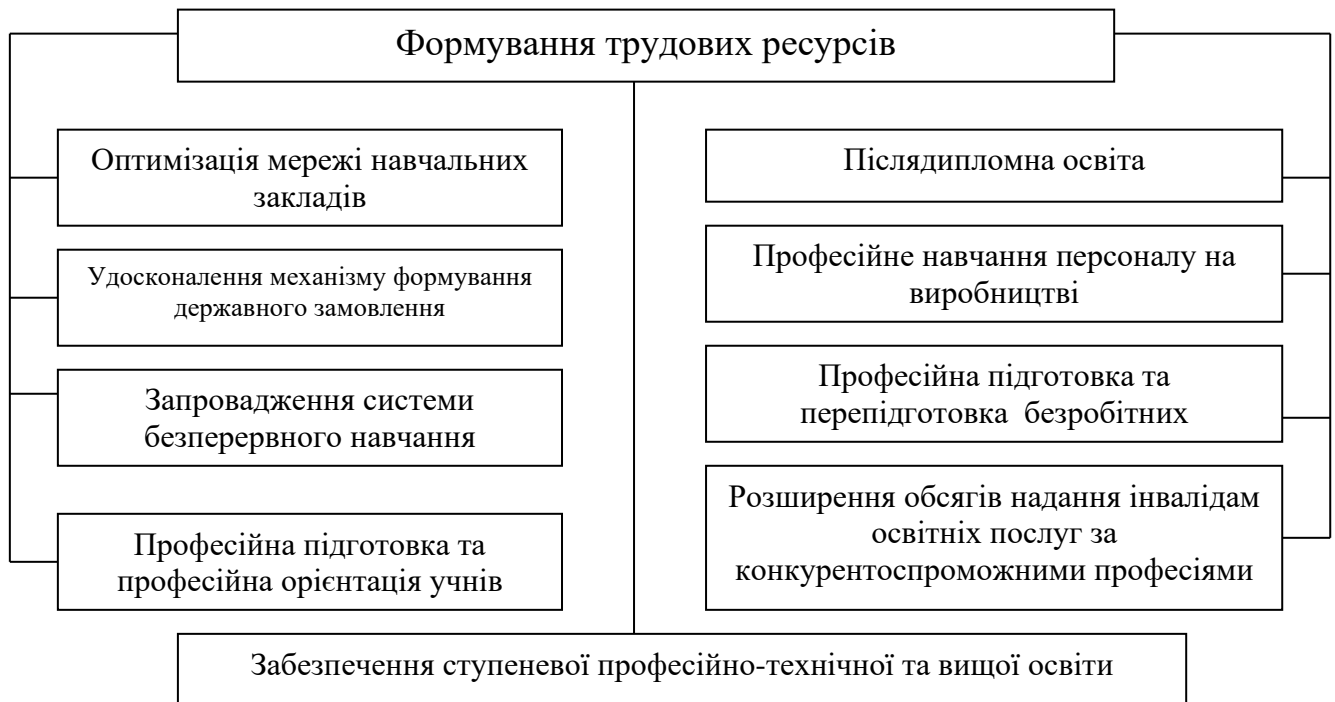 Формування трудових ресурсів
Оптимізація мережі навчальних
закладів
Удосконалення механізму формування
державного замовлення
Запровадження системи
безперервного навчання
Професійна підготовка та
професійна орієнтація учнів
Післядипломна освіта
Професійне навчання персоналу на
виробництві
Професійна підготовка та
перепідготовка безробітних
Розширення обсягів надання інвалідам
освітніх послуг за
конкурентоспроможними професіями
Забезпечення ступеневої професійно-технічної та вищої освіти